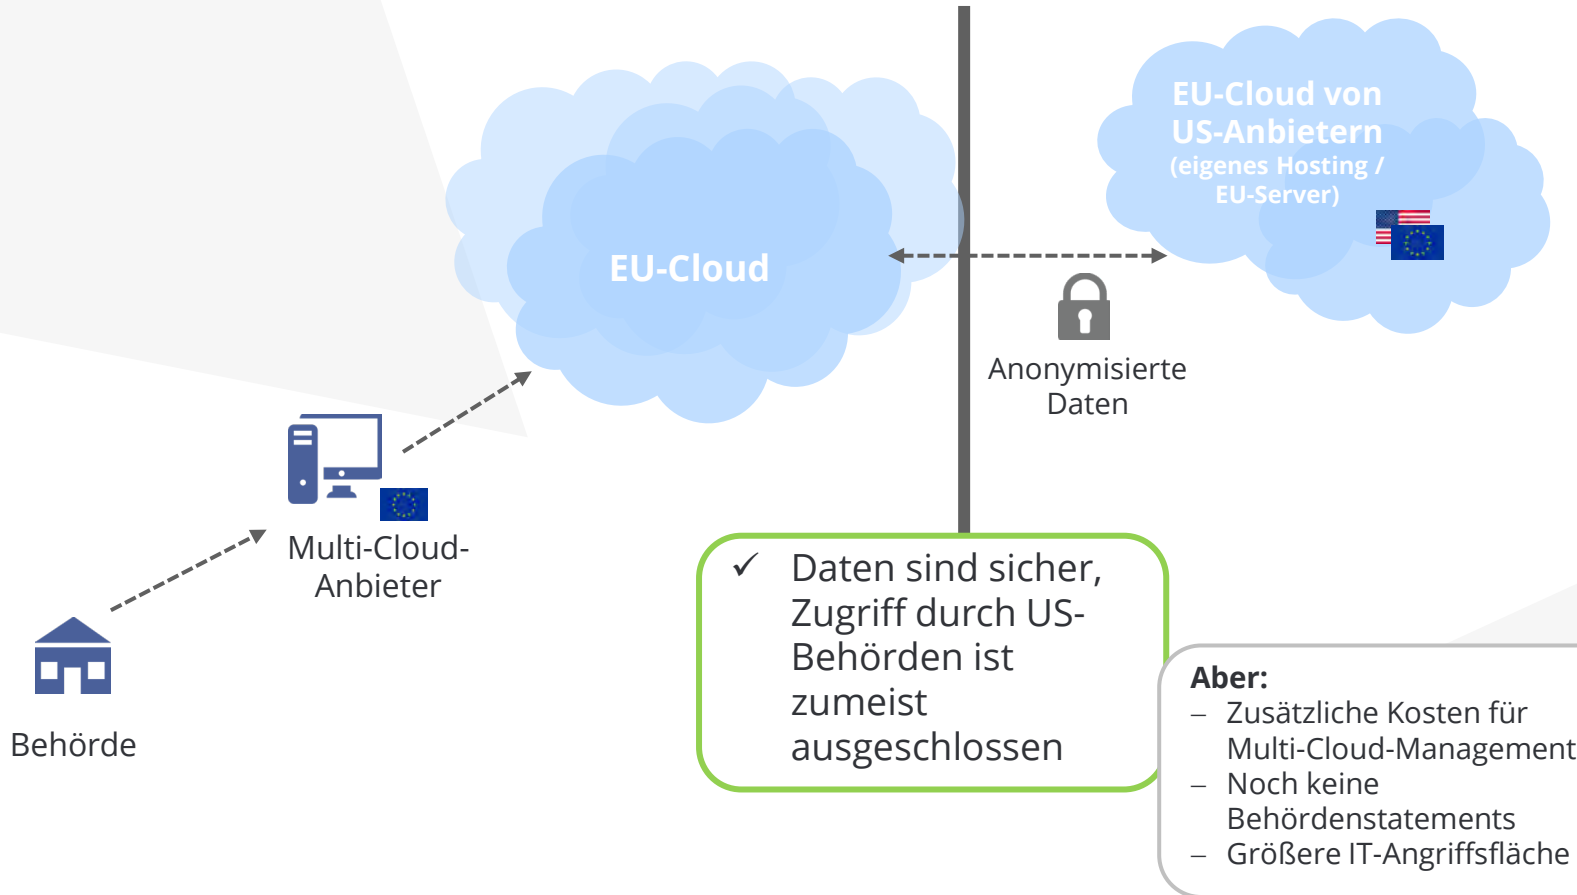 EU-Cloud von
US-Anbietern
(eigenes Hosting /
EU-Server)
EU-Cloud
Anonymisierte
Daten
Multi-Cloud-
Anbieter
Behörde
✓ Daten sind sicher,
Zugriff durch US-
Behörden ist
zumeist
ausgeschlossen
Aber:
– Zusätzliche Kosten für
Multi-Cloud-Management
– Noch keine
Behördenstatements
– Größere IT-Angriffsfläche